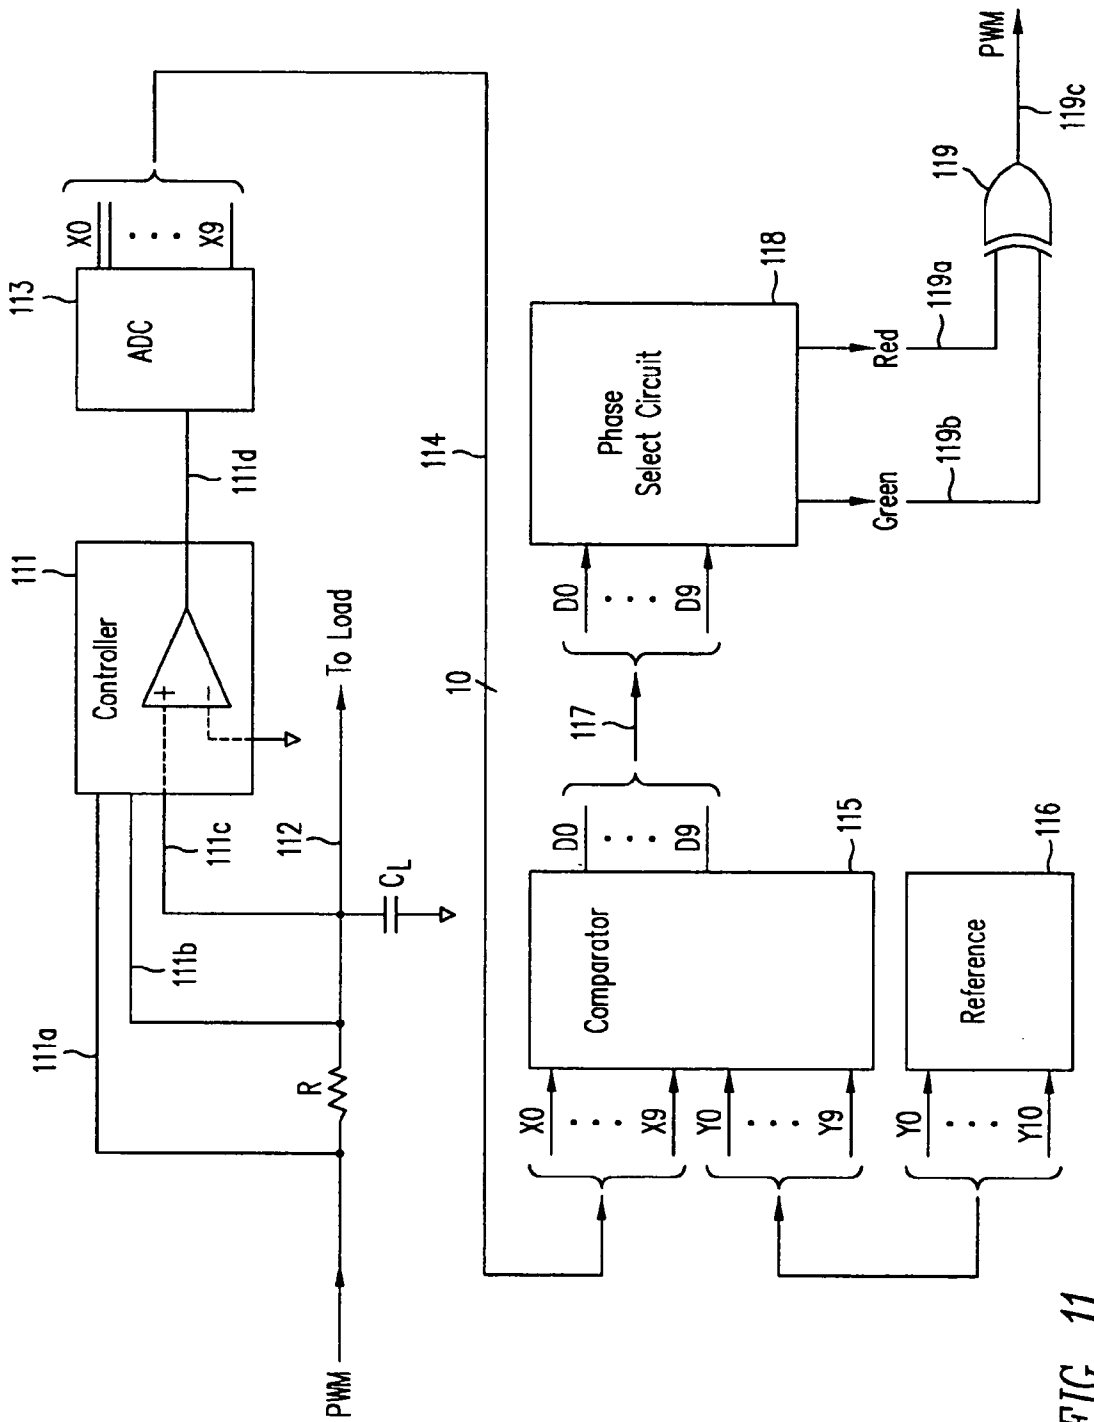 PWM
111a
R
111b
111c
112
C_L
To Load
Controller
+
−
111
111d
ADC
113
X0
. . .
X9
114
10
X0
. . .
X9
Y0
. . .
Y9
Comparator
115
D0
. . .
D9
117
D0
. . .
D9
Phase
Select Circuit
118
Green
Red
119b
119a
119
119c
PWM
Y0
. . .
Y10
Reference
116
FIG. 11